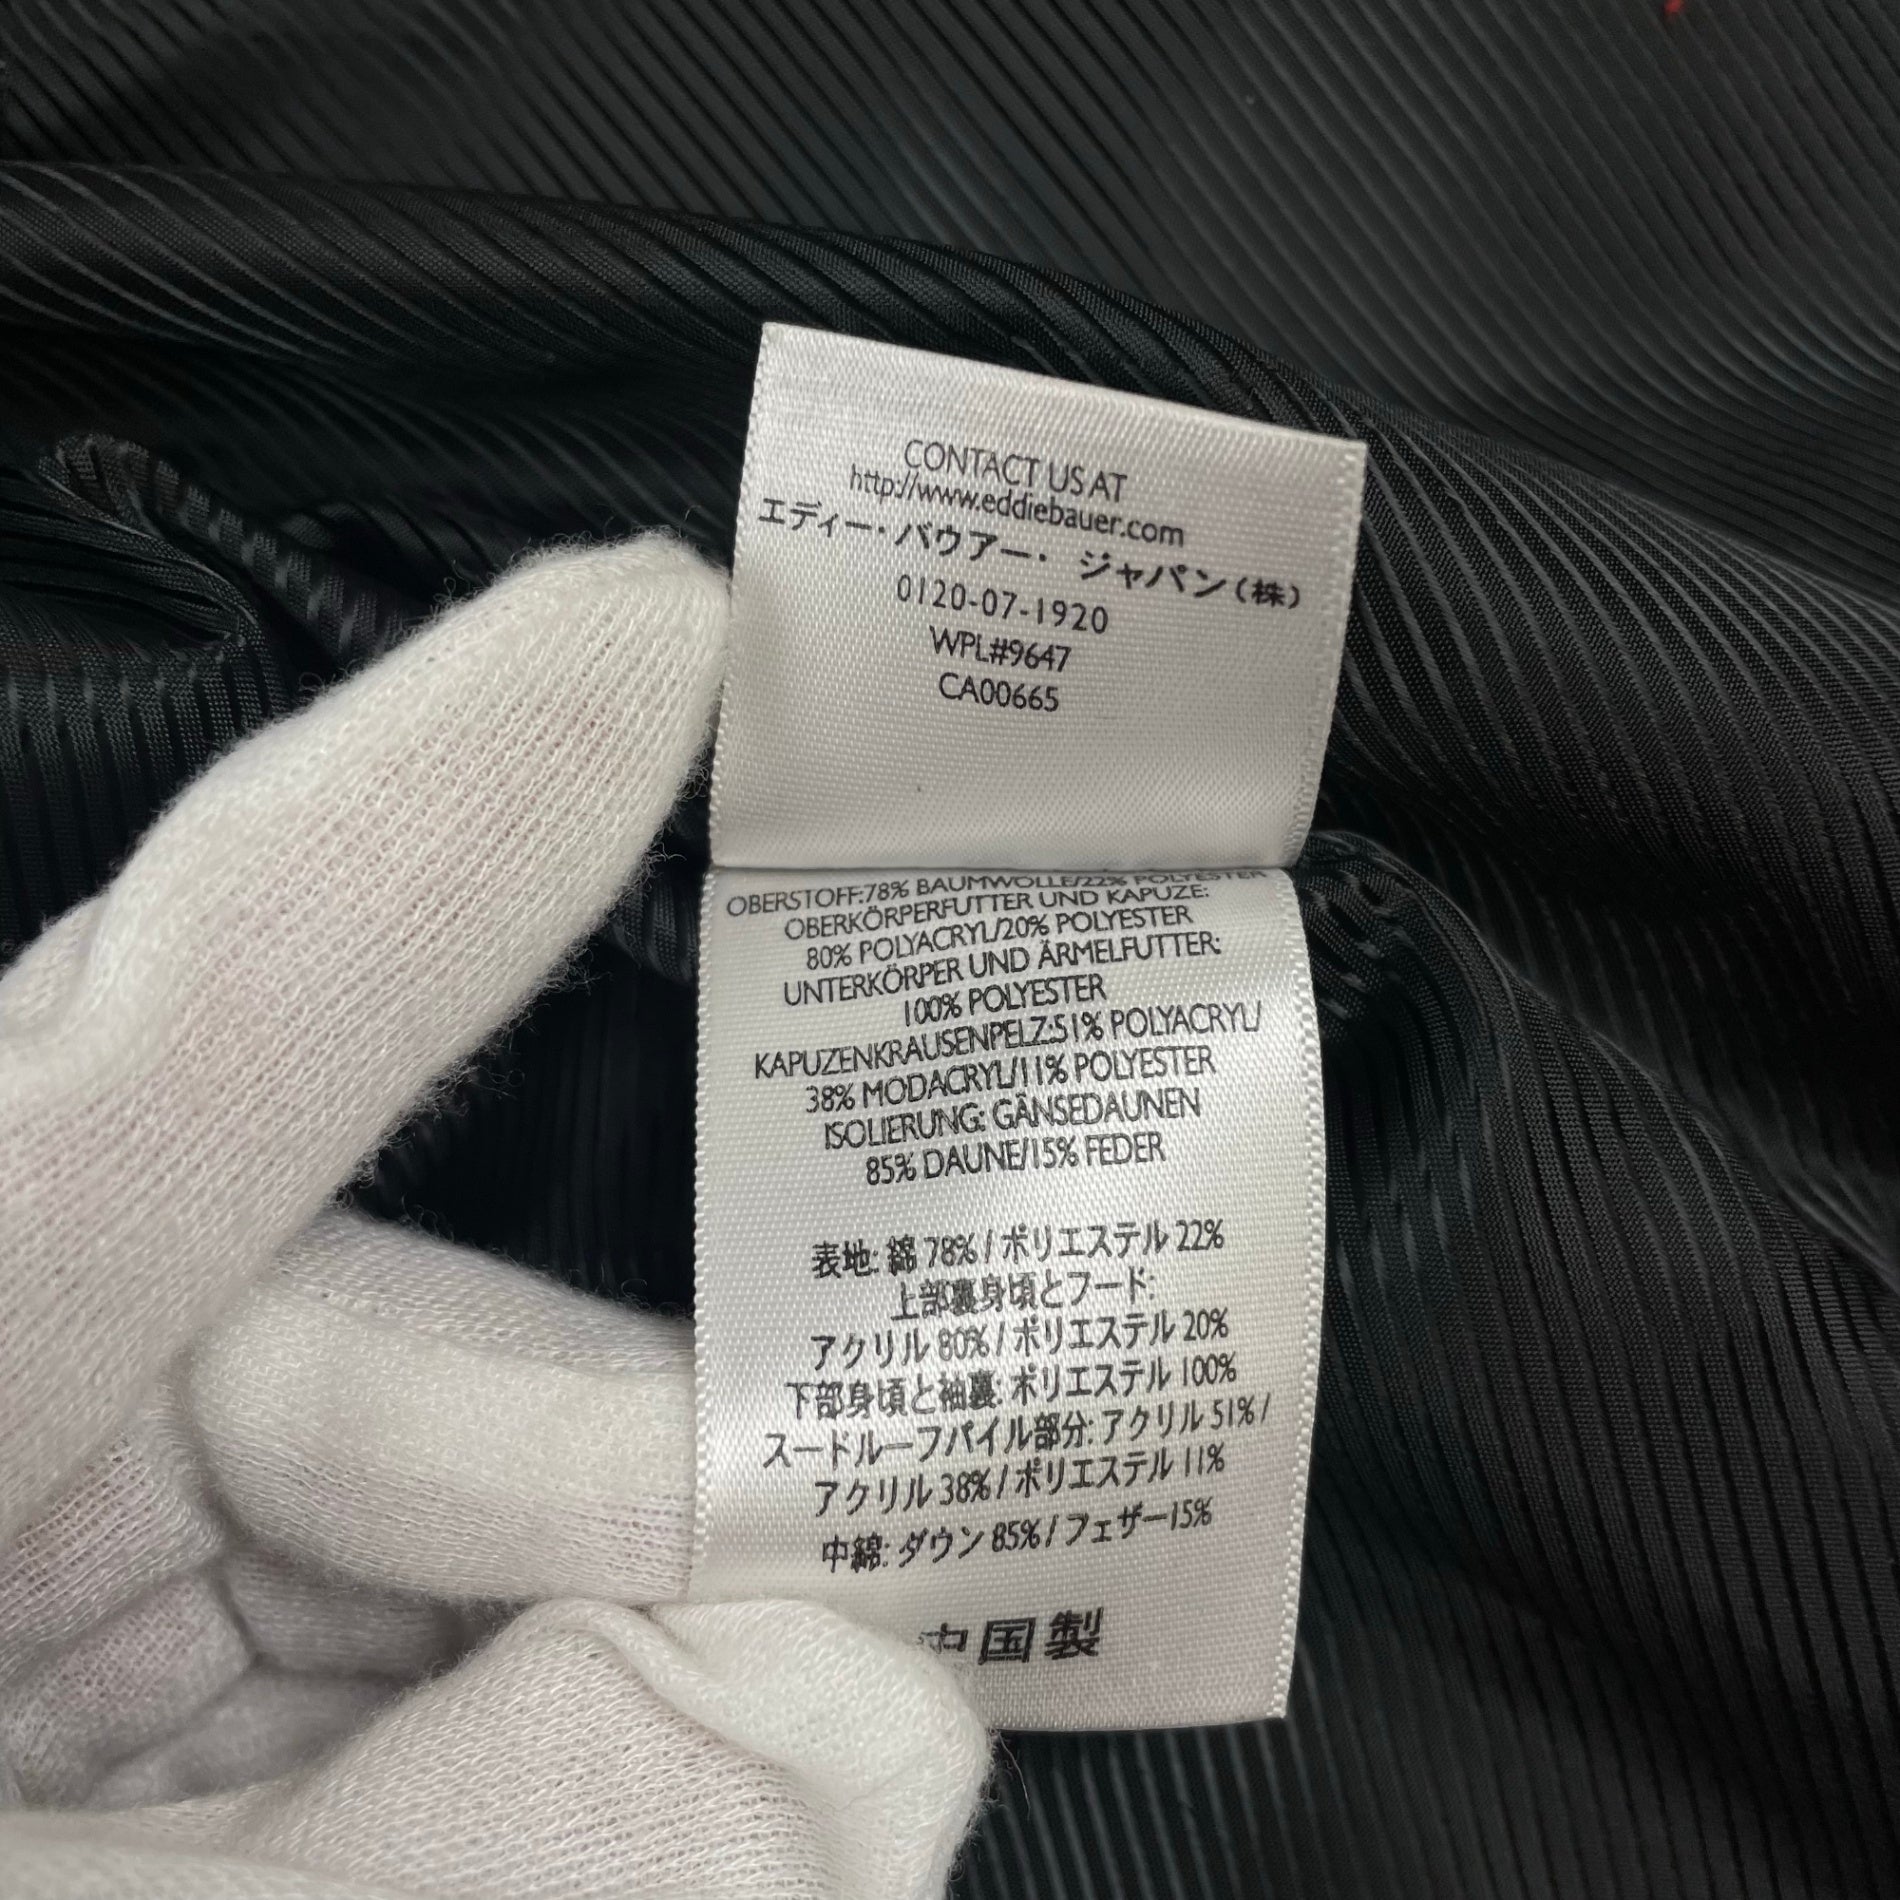 CONTACT US AT
http://www.eddiebauer.com
エディー・バウアー・ ジャパン(株)
0120-07-1920
WPL#9647
CA00665
OBERSTOFF:78% BAUMWOLLE/22% POLYESTER
OBERKÖRPERFUTTER UND KAPUZE:
80% POLYACRYL/20% POLYESTER
UNTERKÖRPER UND ÄRMELFUTTER:
100% POLYESTER
KAPUZENKRAUSENPELZ:51% POLYACRYL/
38% MODACRYL/11% POLYESTER
ISOLIERUNG: GÄNSEDAUNEN
85% DAUNE/15% FEDER
表地: 綿 78% / ポリエステル 22%
上部裏身頃とフード:
アクリル 80% / ポリエステル 20%
下部身頃と袖裏: ポリエステル 100%
スードルーフパイル部分: アクリル 51% /
アクリル 38% / ポリエステル 11%
中綿: ダウン 85% / フェザー15%
中国製